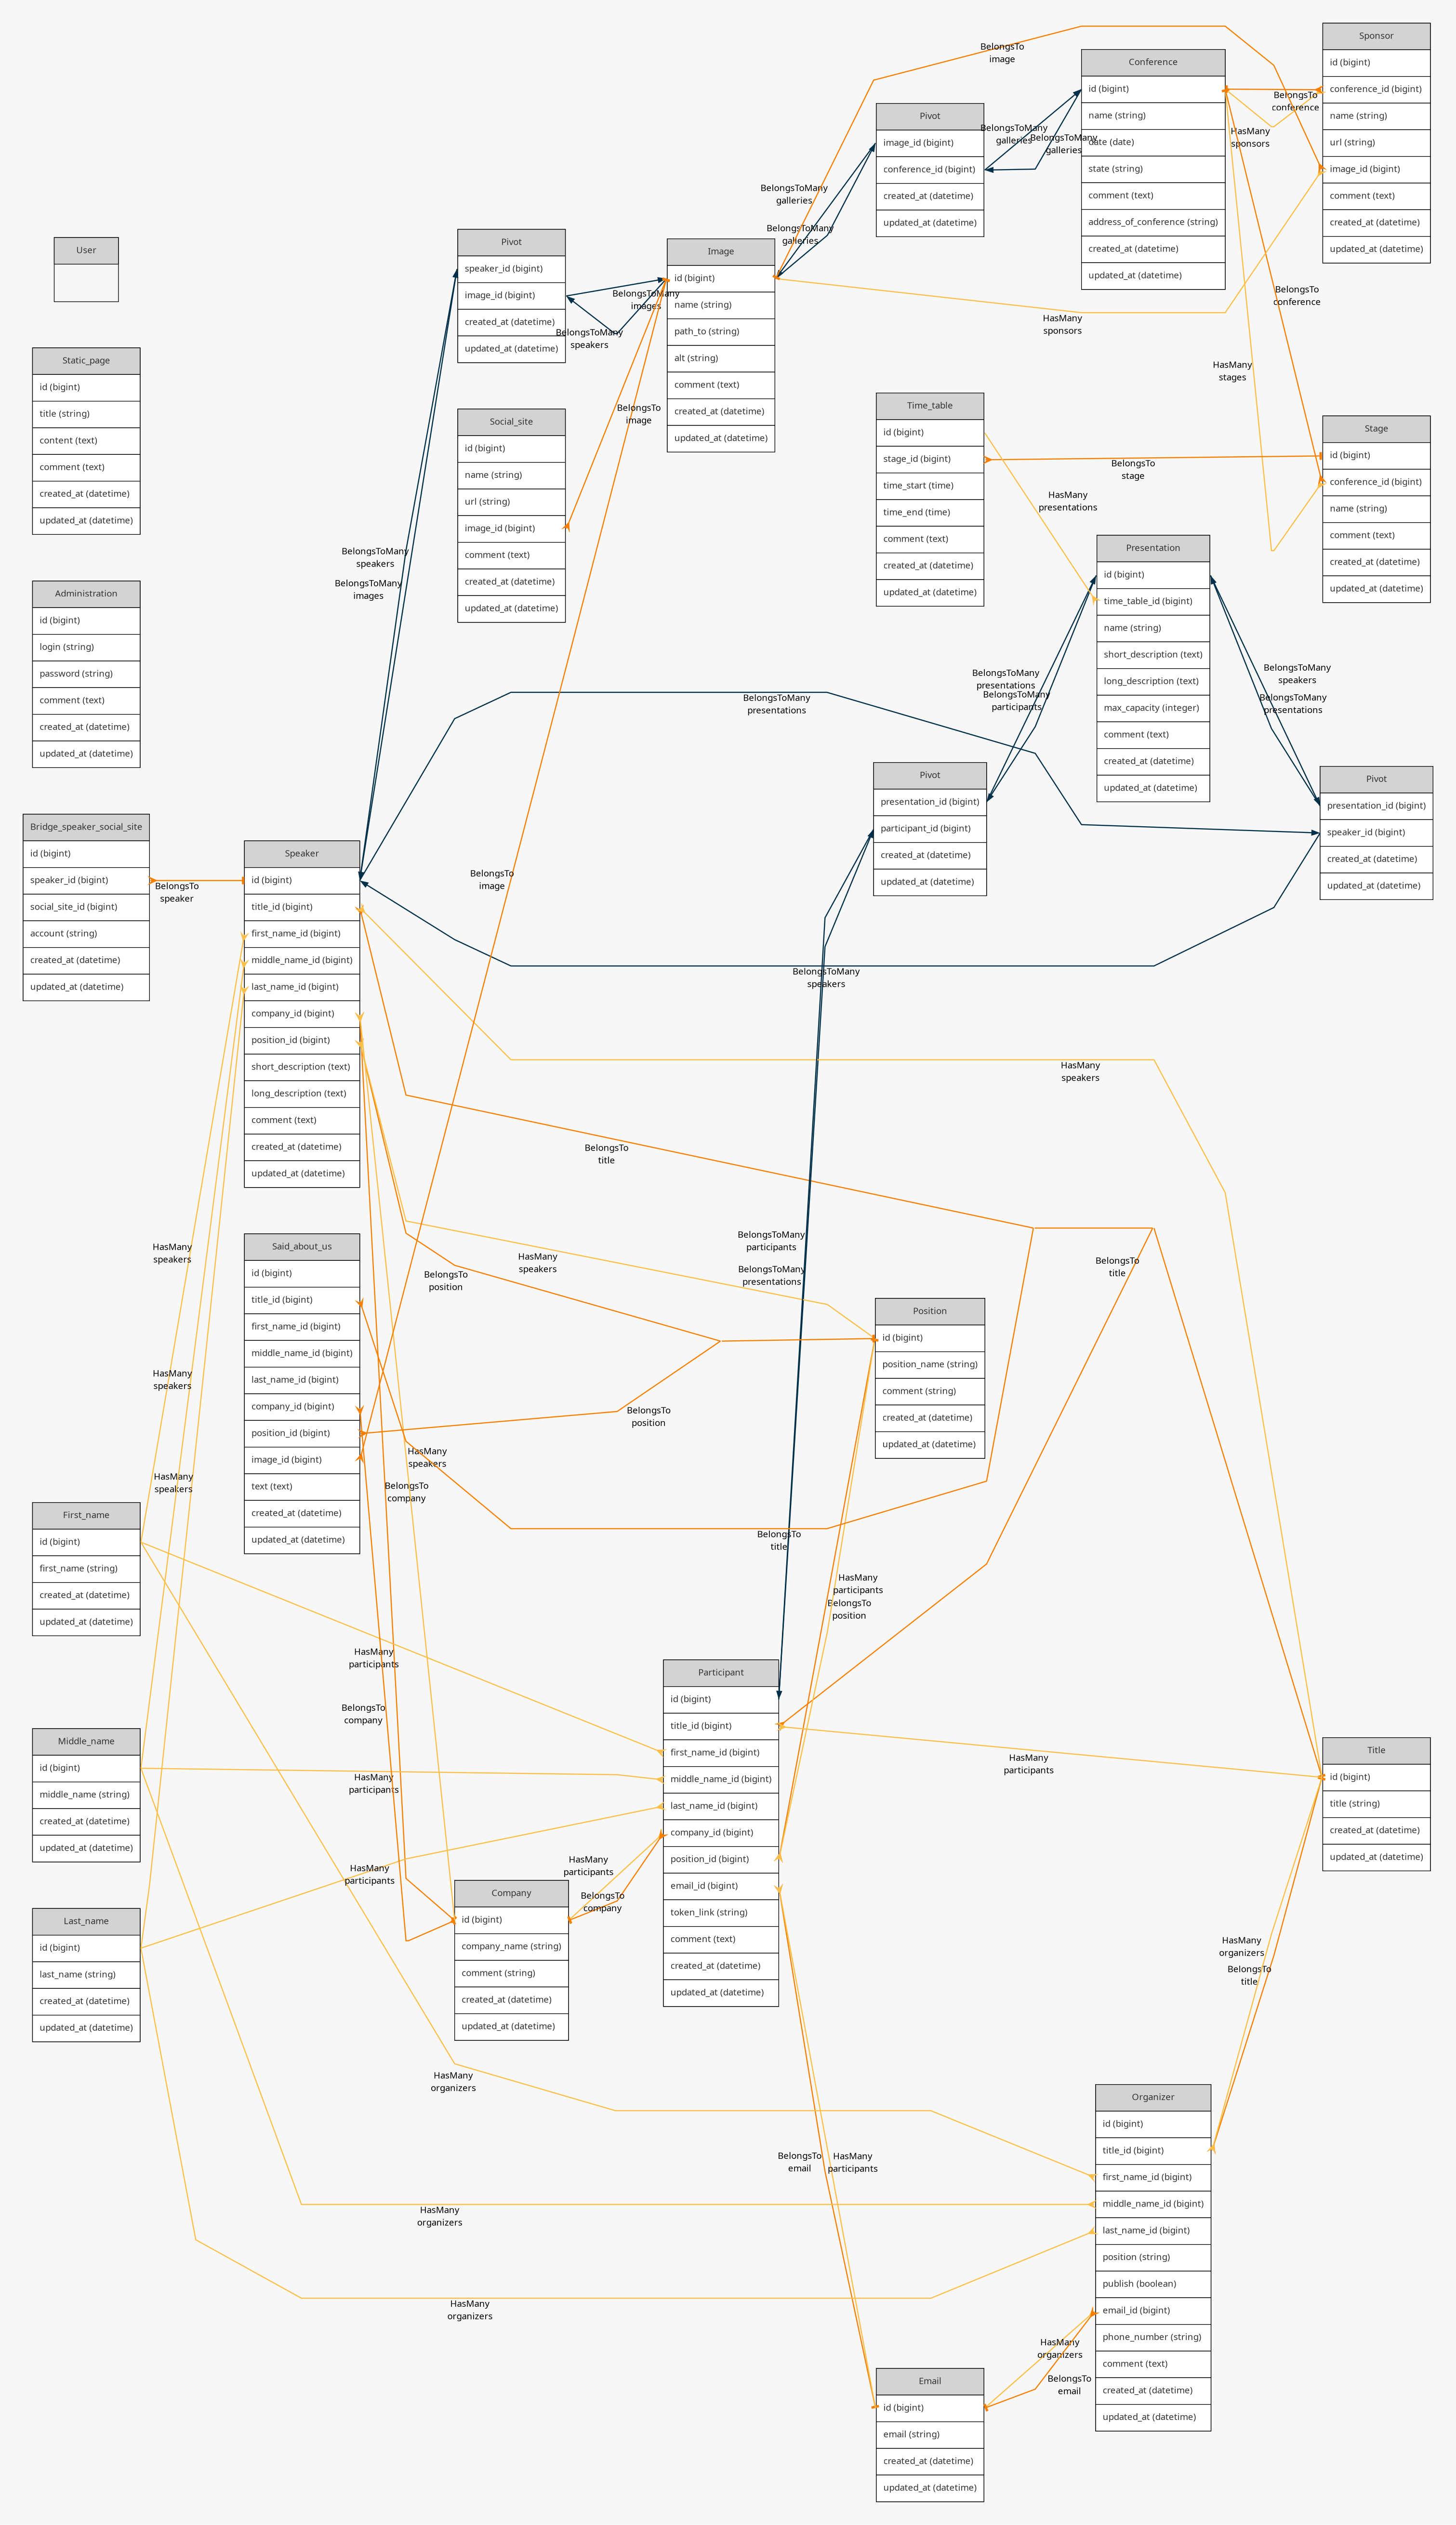 User
Static_page
id (bigint)
title (string)
content (text)
comment (text)
created_at (datetime)
updated_at (datetime)
Administration
id (bigint)
login (string)
password (string)
comment (text)
created_at (datetime)
updated_at (datetime)
Bridge_speaker_social_site
id (bigint)
speaker_id (bigint)
social_site_id (bigint)
account (string)
created_at (datetime)
updated_at (datetime)
BelongsTo
speaker
Speaker
id (bigint)
title_id (bigint)
first_name_id (bigint)
middle_name_id (bigint)
last_name_id (bigint)
company_id (bigint)
position_id (bigint)
short_description (text)
long_description (text)
comment (text)
created_at (datetime)
updated_at (datetime)
Said_about_us
id (bigint)
title_id (bigint)
first_name_id (bigint)
middle_name_id (bigint)
last_name_id (bigint)
company_id (bigint)
position_id (bigint)
image_id (bigint)
text (text)
created_at (datetime)
updated_at (datetime)
HasMany
speakers
HasMany
speakers
HasMany
speakers
First_name
id (bigint)
first_name (string)
created_at (datetime)
updated_at (datetime)
Middle_name
id (bigint)
middle_name (string)
created_at (datetime)
updated_at (datetime)
Last_name
id (bigint)
last_name (string)
created_at (datetime)
updated_at (datetime)
Pivot
speaker_id (bigint)
image_id (bigint)
created_at (datetime)
updated_at (datetime)
Social_site
id (bigint)
name (string)
url (string)
image_id (bigint)
comment (text)
created_at (datetime)
updated_at (datetime)
BelongsToMany
speakers
BelongsToMany
images
BelongsToMany
images
BelongsToMany
speakers
Image
id (bigint)
name (string)
path_to (string)
alt (string)
comment (text)
created_at (datetime)
updated_at (datetime)
BelongsTo
image
BelongsTo
image
BelongsToMany
galleries
BelongsToMany
galleries
BelongsTo
image
Pivot
image_id (bigint)
conference_id (bigint)
created_at (datetime)
updated_at (datetime)
BelongsToMany
galleries
BelongsToMany
galleries
Conference
id (bigint)
name (string)
date (date)
state (string)
comment (text)
address_of_conference (string)
created_at (datetime)
updated_at (datetime)
HasMany
sponsors
BelongsTo
conference
HasMany
sponsors
BelongsTo
conference
HasMany
stages
Sponsor
id (bigint)
conference_id (bigint)
name (string)
url (string)
image_id (bigint)
comment (text)
created_at (datetime)
updated_at (datetime)
Time_table
id (bigint)
stage_id (bigint)
time_start (time)
time_end (time)
comment (text)
created_at (datetime)
updated_at (datetime)
BelongsTo
stage
HasMany
presentations
Stage
id (bigint)
conference_id (bigint)
name (string)
comment (text)
created_at (datetime)
updated_at (datetime)
Presentation
id (bigint)
time_table_id (bigint)
name (string)
short_description (text)
long_description (text)
max_capacity (integer)
comment (text)
created_at (datetime)
updated_at (datetime)
BelongsToMany
presentations
BelongsToMany
participants
BelongsToMany
speakers
BelongsToMany
presentations
BelongsToMany
presentations
Pivot
presentation_id (bigint)
participant_id (bigint)
created_at (datetime)
updated_at (datetime)
Pivot
presentation_id (bigint)
speaker_id (bigint)
created_at (datetime)
updated_at (datetime)
BelongsToMany
speakers
HasMany
speakers
BelongsTo
title
BelongsToMany
participants
BelongsToMany
presentations
HasMany
speakers
BelongsTo
position
BelongsTo
title
Position
id (bigint)
position_name (string)
comment (string)
created_at (datetime)
updated_at (datetime)
BelongsTo
position
HasMany
speakers
BelongsTo
company
BelongsTo
title
HasMany
participants
BelongsTo
position
HasMany
participants
BelongsTo
company
HasMany
participants
HasMany
participants
Participant
id (bigint)
title_id (bigint)
first_name_id (bigint)
middle_name_id (bigint)
last_name_id (bigint)
company_id (bigint)
position_id (bigint)
email_id (bigint)
token_link (string)
comment (text)
created_at (datetime)
updated_at (datetime)
HasMany
participants
Title
id (bigint)
title (string)
created_at (datetime)
updated_at (datetime)
Company
id (bigint)
company_name (string)
comment (string)
created_at (datetime)
updated_at (datetime)
HasMany
participants
BelongsTo
company
HasMany
organizers
BelongsTo
title
HasMany
organizers
HasMany
organizers
HasMany
organizers
BelongsTo
email
HasMany
participants
Organizer
id (bigint)
title_id (bigint)
first_name_id (bigint)
middle_name_id (bigint)
last_name_id (bigint)
position (string)
publish (boolean)
email_id (bigint)
phone_number (string)
comment (text)
created_at (datetime)
updated_at (datetime)
HasMany
organizers
BelongsTo
email
Email
id (bigint)
email (string)
created_at (datetime)
updated_at (datetime)